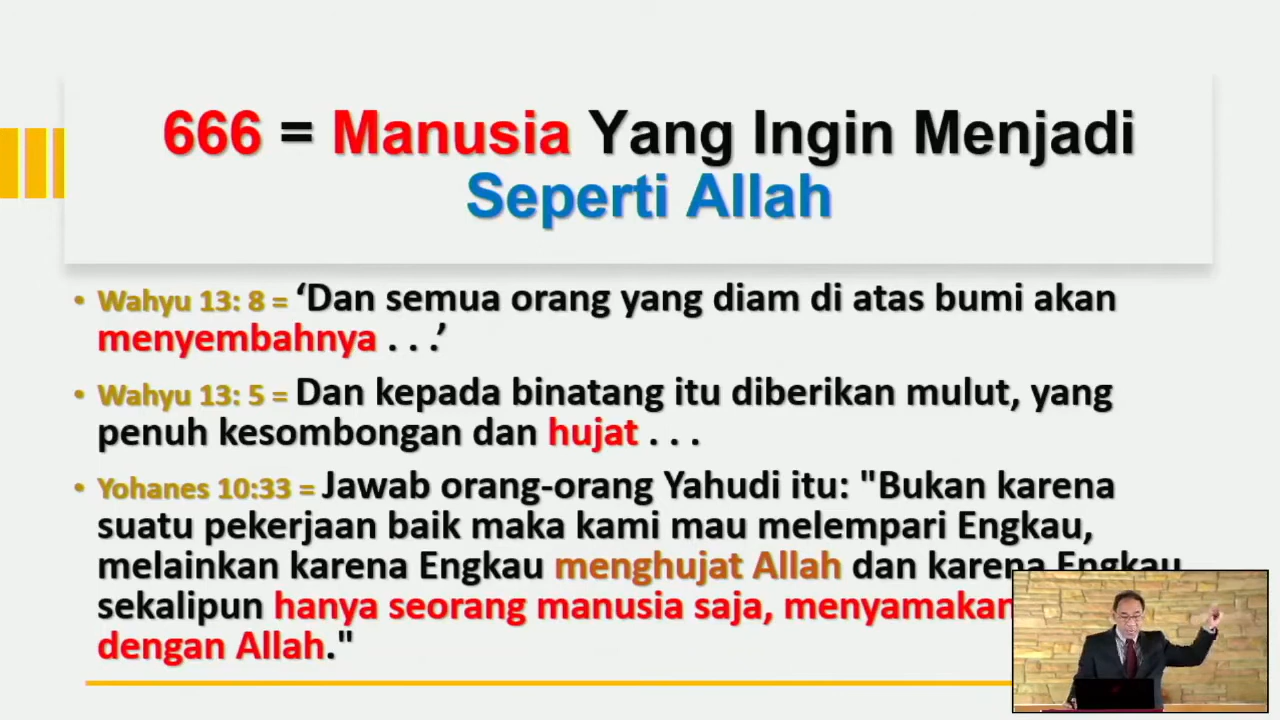 666 = Manusia Yang Ingin Menjadi
Seperti Allah
• Wahyu 13: 8 = ‘Dan semua orang yang diam di atas bumi akan
menyembahnya . . .’
• Wahyu 13: 5 = Dan kepada binatang itu diberikan mulut, yang
penuh kesombongan dan hujat . . .
• Yohanes 10:33 = Jawab orang-orang Yahudi itu: "Bukan karena
suatu pekerjaan baik maka kami mau melempari Engkau,
melainkan karena Engkau menghujat Allah dan karena Engkau
sekalipun hanya seorang manusia saja, menyamakan
dengan Allah."